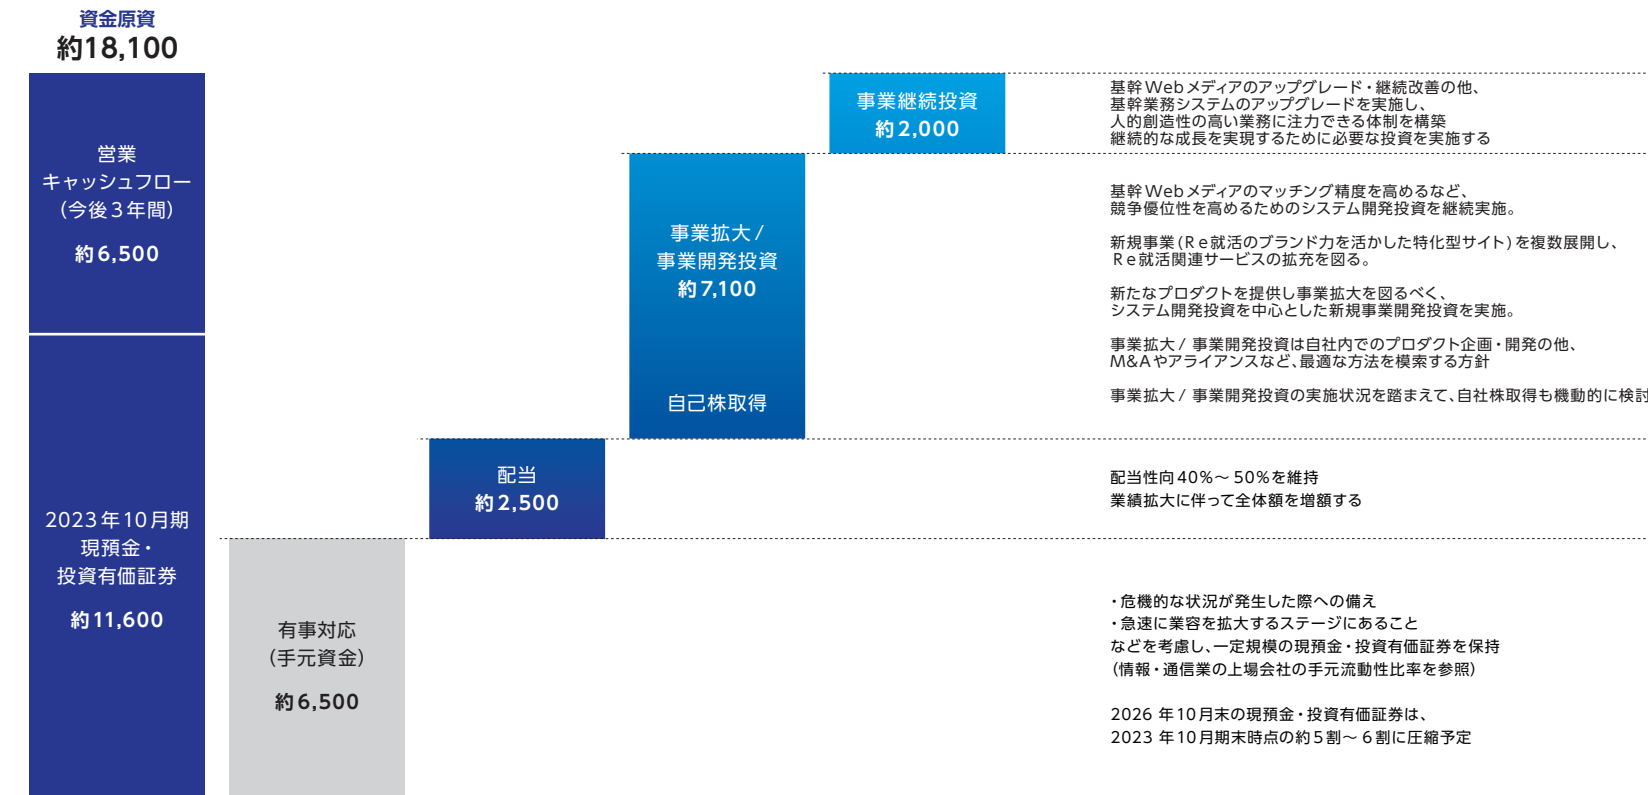 資金原資
約18,100
営業
キャッシュフロー
（今後3年間）
約6,500
2023年10月期
現預金・
投資有価証券
約11,600
有事対応
（手元資金）
約6,500
配当
約2,500
事業拡大 /
事業開発投資
約7,100
自己株取得
事業継続投資
約2,000
基幹Webメディアのアップグレード・継続改善の他、
基幹業務システムのアップグレードを実施し、
人的創造性の高い業務に注力できる体制を構築
継続的な成長を実現するために必要な投資を実施する
基幹Webメディアのマッチング精度を高めるなど、
競争優位性を高めるためのシステム開発投資を継続実施。
新規事業(Re就活のブランド力を活かした特化型サイト)を複数展開し、
Re就活関連サービスの拡充を図る。
新たなプロダクトを提供し事業拡大を図るべく、
システム開発投資を中心とした新規事業開発投資を実施。
事業拡大 / 事業開発投資は自社内でのプロダクト企画・開発の他、
M&Aやアライアンスなど、最適な方法を模索する方針
事業拡大 / 事業開発投資の実施状況を踏まえて、自社株取得も機動的に検討
配当性向40%～50%を維持
業績拡大に伴って全体額を増額する
・危機的な状況が発生した際への備え
・急速に業容を拡大するステージにあること
などを考慮し、一定規模の現預金・投資有価証券を保持
（情報・通信業の上場会社の手元流動性比率を参照）
2026 年10月末の現預金・投資有価証券は、
2023 年10月期末時点の約5割～6割に圧縮予定